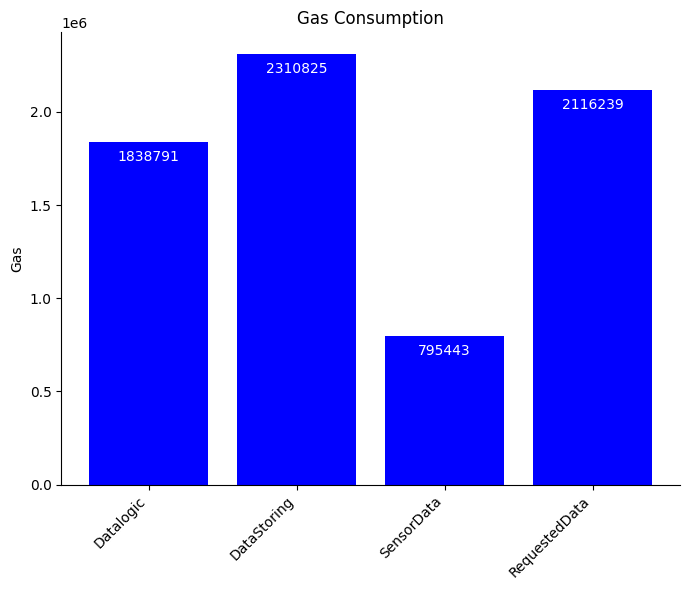 Gas Consumption
1e6
2310825
2116239
1838791
795443
2.0
1.5
1.0
0.5
0.0
Gas
Datalogic
DataStoring
SensorData
RequestedData